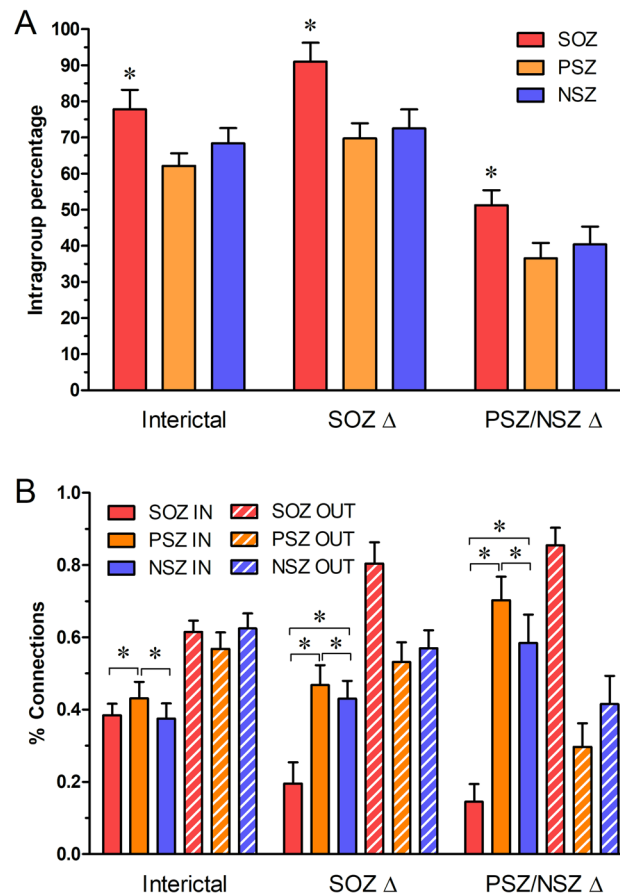 A
Intragroup percentage
100
90
80
70
60
50
40
30
20
10
0
*
*
*
SOZ
PSZ
NSZ
Interictal
SOZ Δ
PSZ/NSZ Δ
B
% Connections
1.0
0.8
0.6
0.4
0.2
0.0
SOZ IN
SOZ OUT
PSZ IN
PSZ OUT
NSZ IN
NSZ OUT
* *
*
* *
*
* *
Interictal
SOZ Δ
PSZ/NSZ Δ